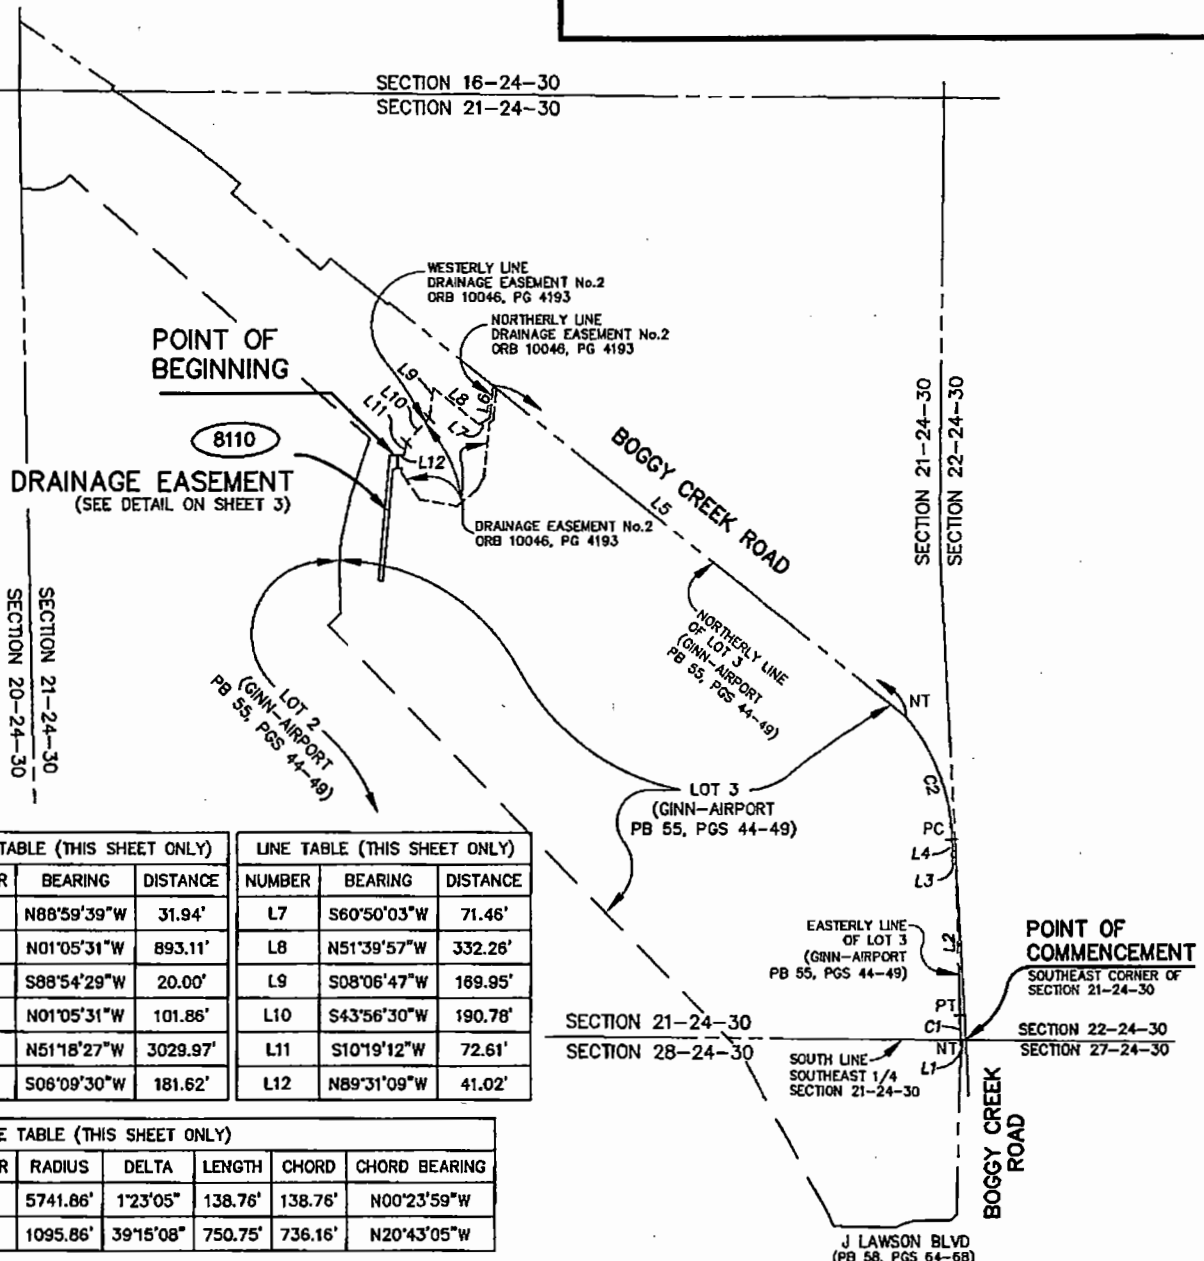 SECTION 16-24-30
SECTION 21-24-30
WESTERLY LINE
DRAINAGE EASEMENT No.2
ORB 10046, PG 4193
NORTHERLY LINE
DRAINAGE EASEMENT No.2
ORB 10046, PG 4193
POINT OF
BEGINNING
L9
L8
L6
L10
L7
L11
L12
8110
DRAINAGE EASEMENT
(SEE DETAIL ON SHEET 3)
DRAINAGE EASEMENT No.2
ORB 10046, PG 4193
BOGGY CREEK ROAD
L5
SECTION 21-24-30
SECTION 22-24-30
NORTHERLY LINE
OF LOT 3
(GINN-AIRPORT
PB 55, PGS 44-49)
SECTION 21-24-30
SECTION 20-24-30
LOT 2
(GINN-AIRPORT
PB 55, PGS 44-49)
NT
C2
LOT 3
(GINN-AIRPORT
PB 55, PGS 44-49)
PC
L4
L3
L2
EASTERLY LINE
OF LOT 3
(GINN-AIRPORT
PB 55, PGS 44-49)
POINT OF
COMMENCEMENT
SOUTHEAST CORNER OF
SECTION 21-24-30
PT
C1
NT
L1
SECTION 21-24-30
SECTION 28-24-30
SECTION 22-24-30
SECTION 27-24-30
SOUTH LINE
SOUTHEAST 1/4
SECTION 21-24-30
BOGGY CREEK
ROAD
J LAWSON BLVD
(PB 58, PGS 64-68)
TABLE (THIS SHEET ONLY)
R BEARING DISTANCE
N88°59'39"W 31.94'
N01°05'31"W 893.11'
S88°54'29"W 20.00'
N01°05'31"W 101.86'
N51°18'27"W 3029.97'
S06°09'30"W 181.62'
LINE TABLE (THIS SHEET ONLY)
NUMBER BEARING DISTANCE
L7 S60°50'03"W 71.46'
L8 N51°39'57"W 332.26'
L9 S08°06'47"W 169.95'
L10 S43°56'30"W 190.78'
L11 S10°19'12"W 72.61'
L12 N89°31'09"W 41.02'
E TABLE (THIS SHEET ONLY)
R RADIUS DELTA LENGTH CHORD CHORD BEARING
5741.86' 1°23'05" 138.76' 138.76' N00°23'59"W
1095.86' 39°15'08" 750.75' 736.16' N20°43'05"W